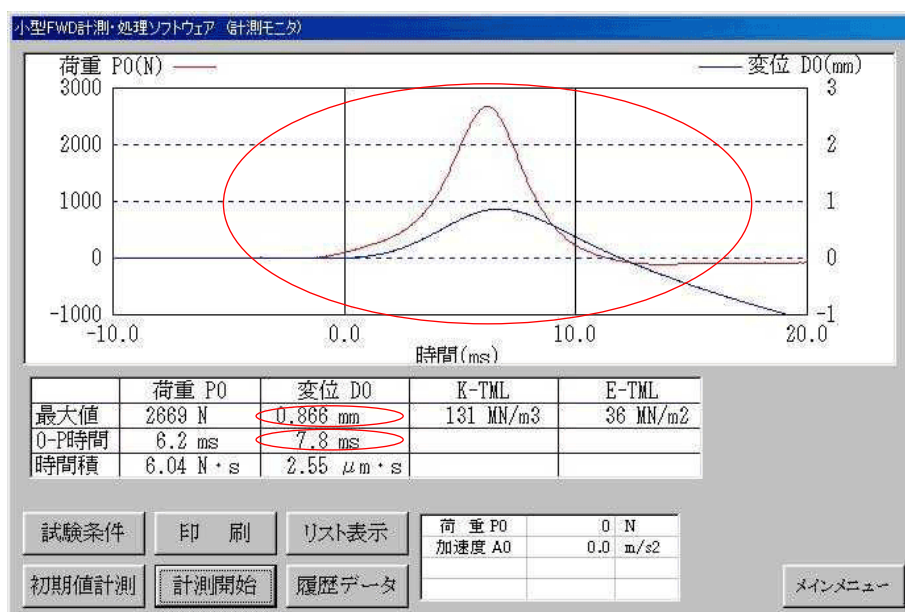 小型FWD計測・処理ソフトウェア (計測モニタ)
荷重 P0(N)
変位 D0(mm)
3000
3
2000
2
1000
1
0
0
-1000
-1
-10.0
0.0
10.0
20.0
時間(ms)
荷重 P0 変位 D0 K-TML E-TML
最大値 2669 N 0.866 mm 131 MN/m3 36 MN/m2
0-P時間 6.2 ms 7.8 ms
時間積 6.04 N・s 2.55 μm・s
試験条件 印 刷 リスト表示
荷 重 P0 0 N
加速度 A0 0.0 m/s2
初期値計測 計測開始 履歴データ メインメニュー